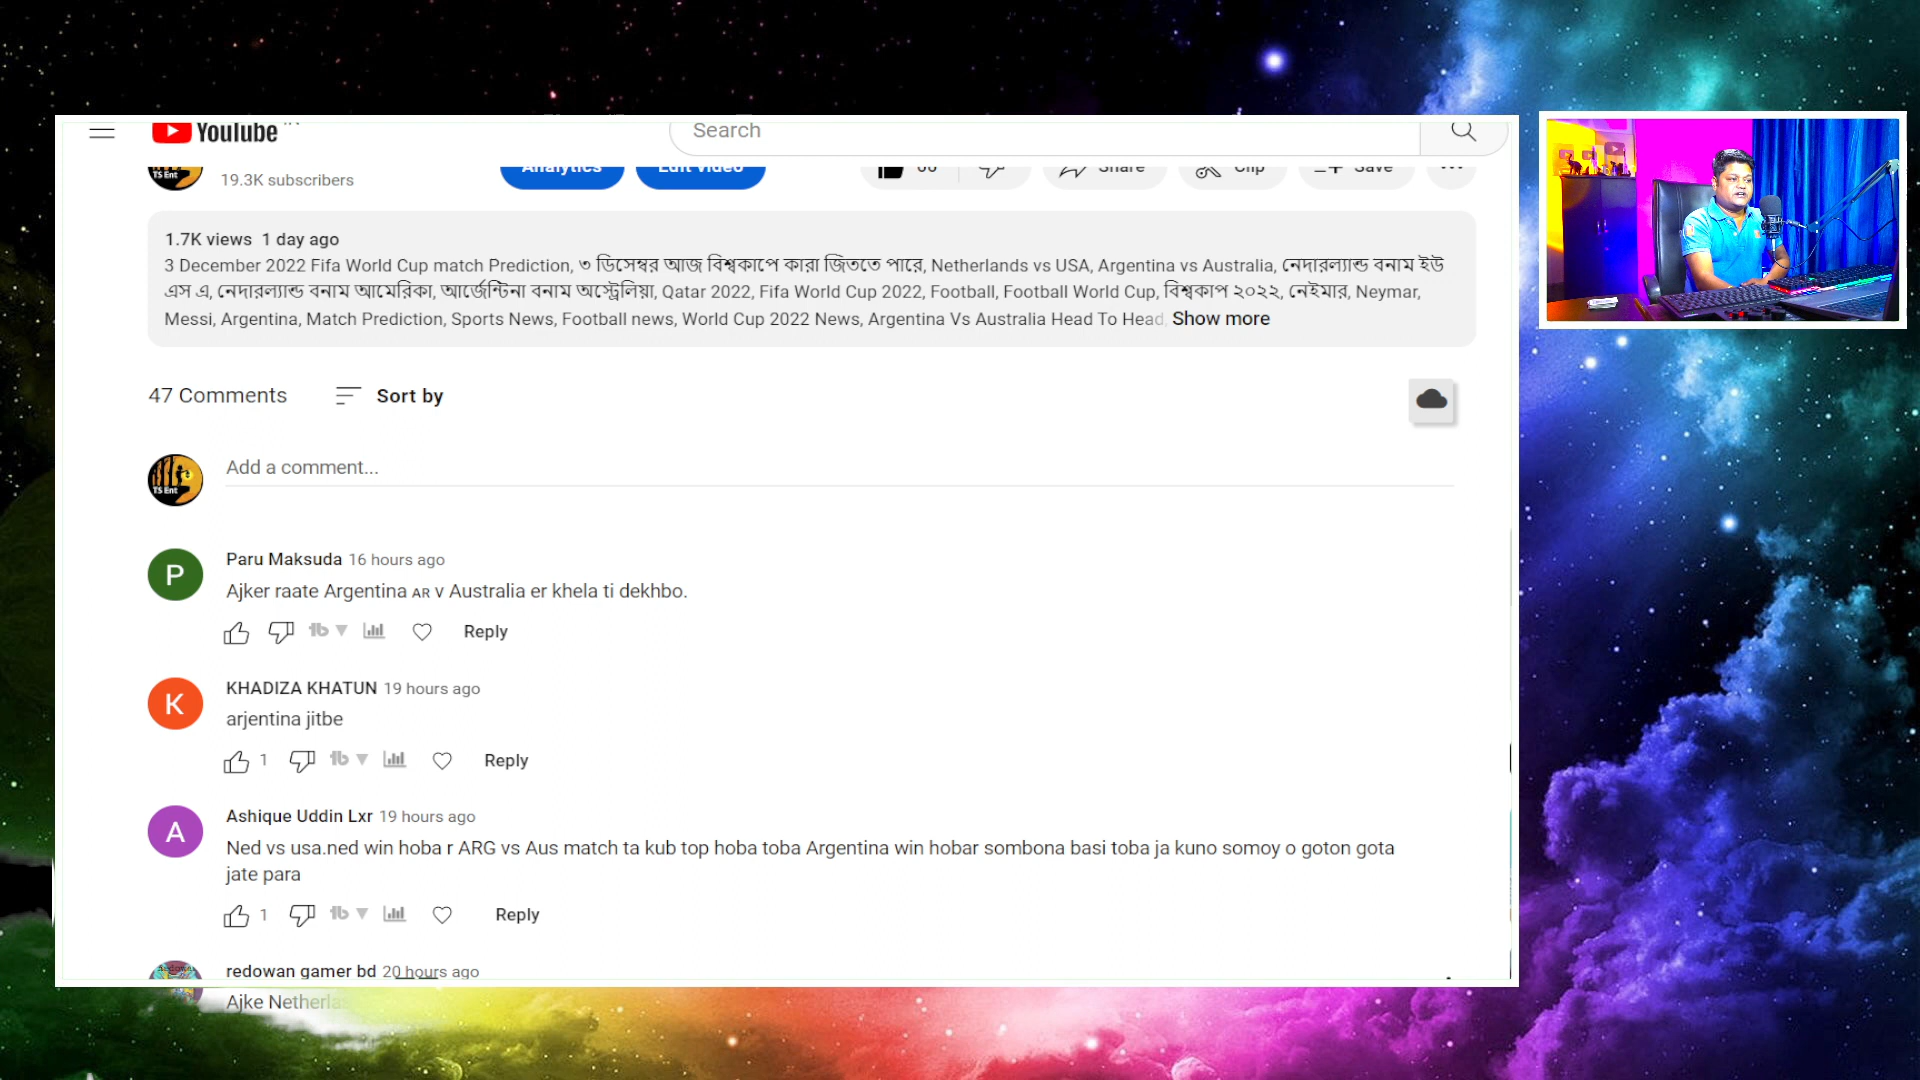 YouTube
Search
TS Ent
19.3K subscribers
Analytics
Edit video
66
Share
Clip
Save
1.7K views 1 day ago
3 December 2022 Fifa World Cup match Prediction, ৩ ডিসেম্বর আজ বিশ্বকাপে কারা জিততে পারে, Netherlands vs USA, Argentina vs Australia, নেদারল্যান্ড বনাম ইউ
এস এ, নেদারল্যান্ড বনাম আমেরিকা, আর্জেন্টিনা বনাম অস্ট্রেলিয়া, Qatar 2022, Fifa World Cup 2022, Football, Football World Cup, বিশ্বকাপ ২০২২, নেইমার, Neymar,
Messi, Argentina, Match Prediction, Sports News, Football news, World Cup 2022 News, Argentina Vs Australia Head To Head, Show more
47 Comments
Sort by
TS Ent
Add a comment...
P
Paru Maksuda 16 hours ago
Ajker raate Argentina AR v Australia er khela ti dekhbo.
Reply
K
KHADIZA KHATUN 19 hours ago
arjentina jitbe
1
Reply
A
Ashique Uddin Lxr 19 hours ago
Ned vs usa.ned win hoba r ARG vs Aus match ta kub top hoba toba Argentina win hobar sombona basi toba ja kuno somoy o goton gota
jate para
1
Reply
redowan gamer bd 20 hours ago
Ajke Netherla